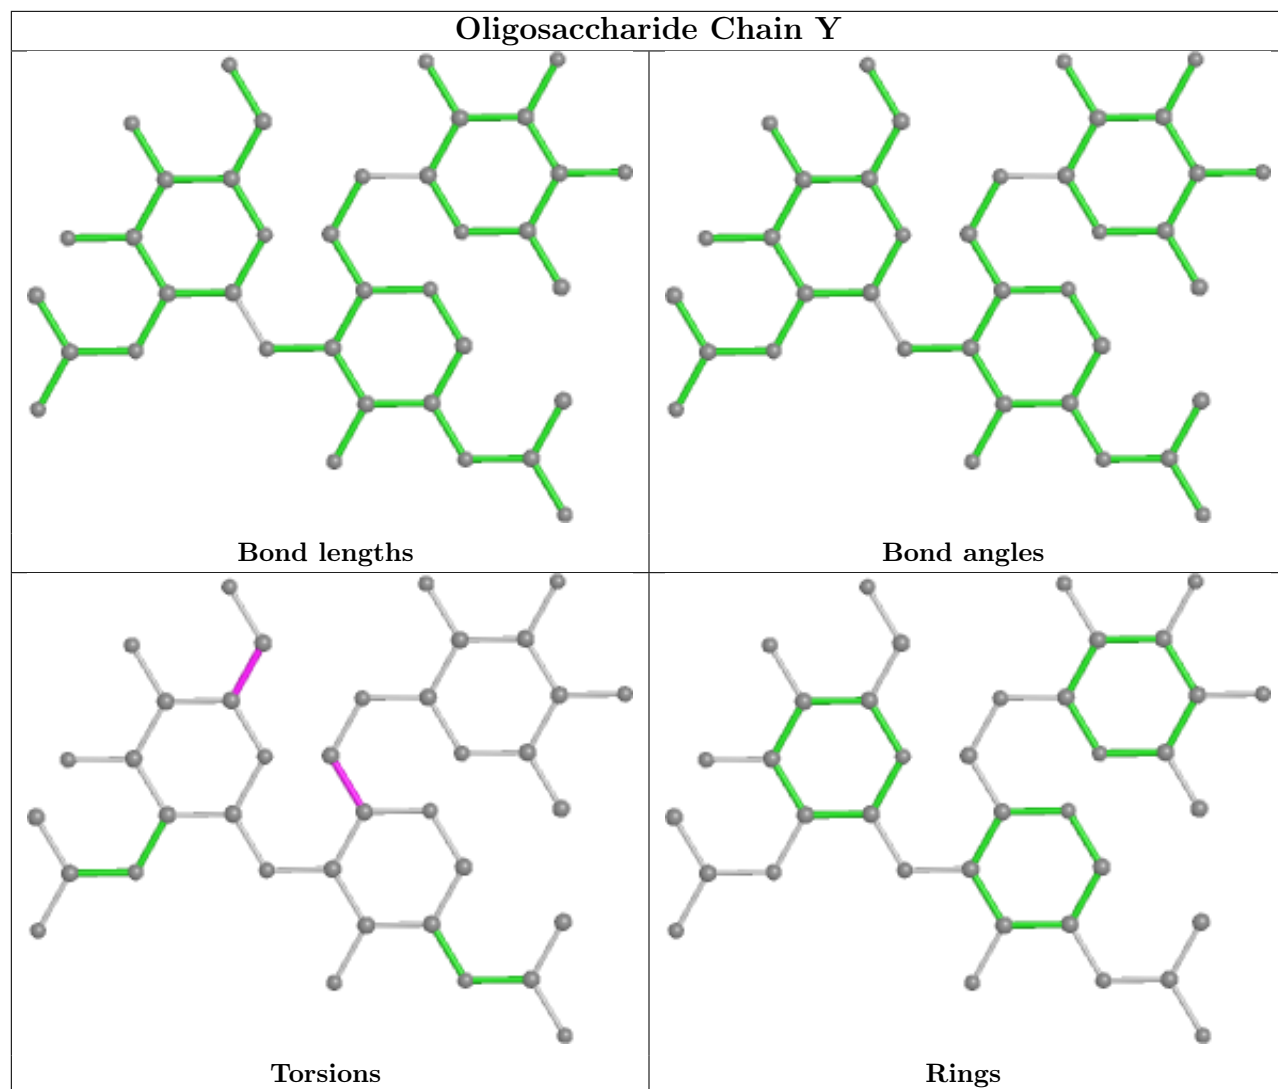 Oligosaccharide Chain Y
Bond lengths
Bond angles
Torsions
Rings